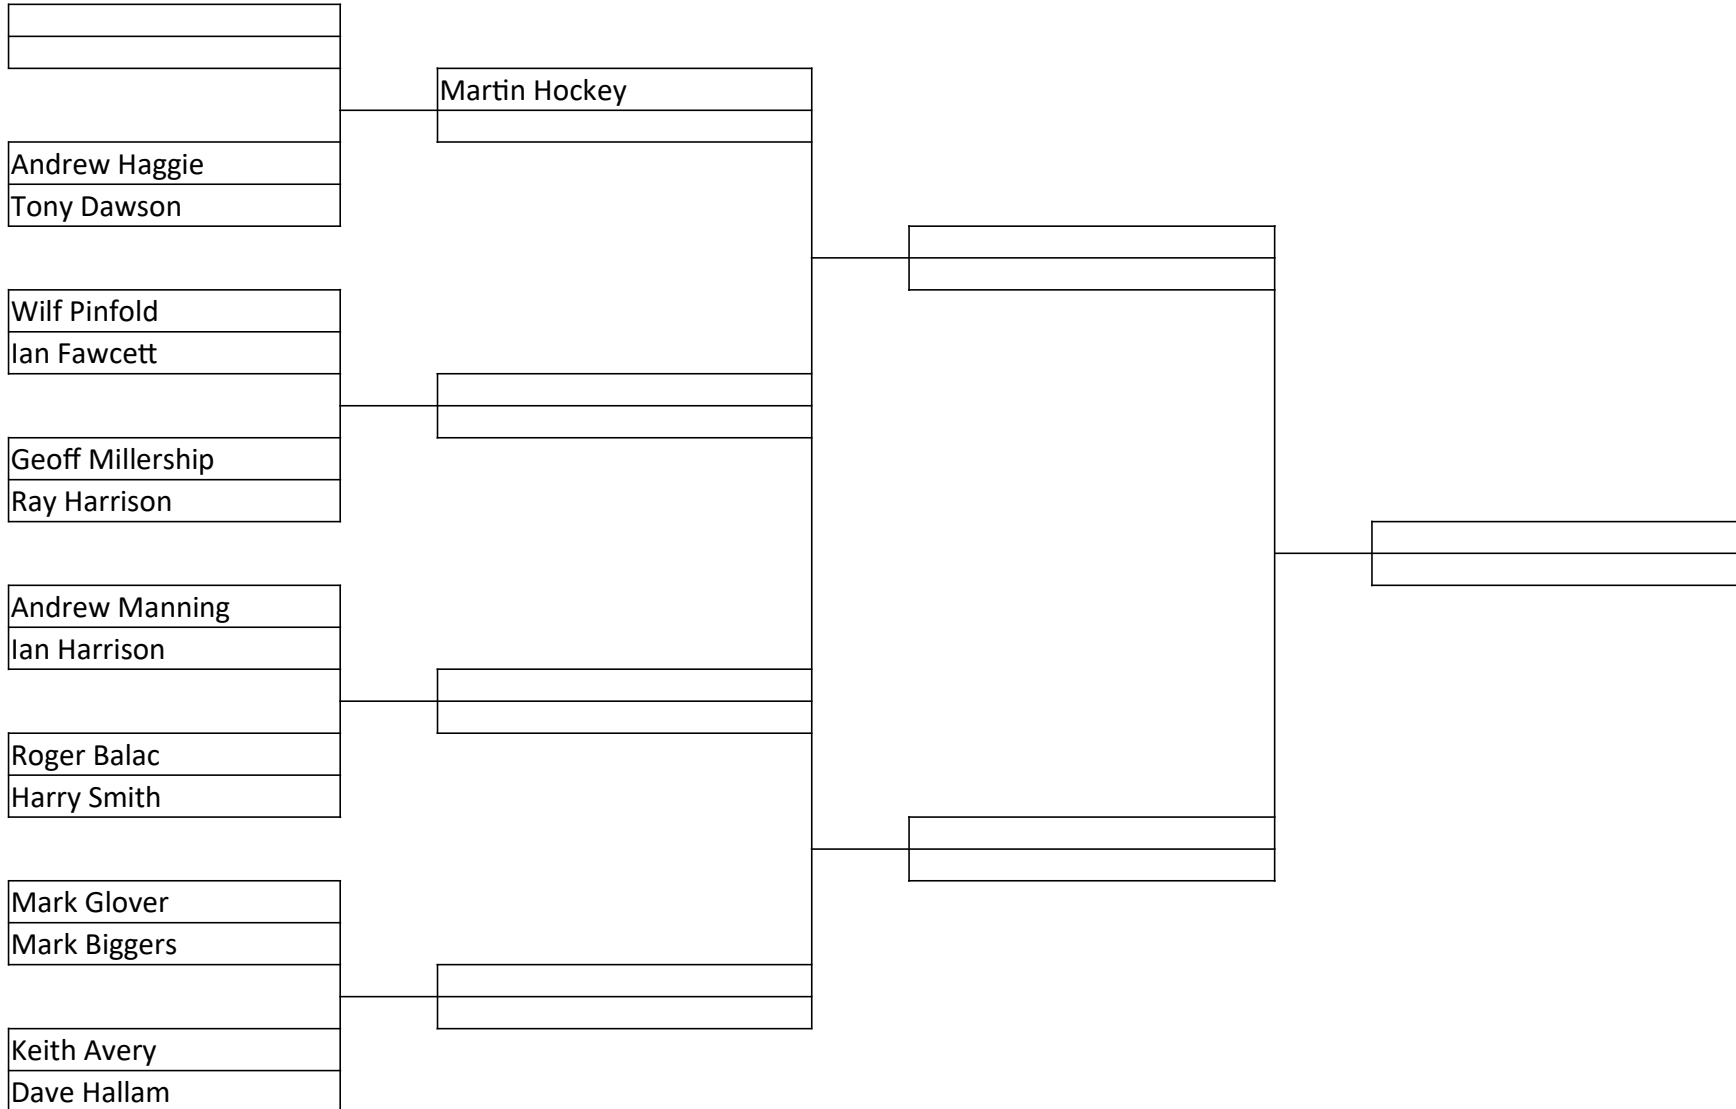 Martin Hockey
Andrew Haggie
Tony Dawson
Wilf Pinfold
Ian Fawcett
Geoff Millership
Ray Harrison
Andrew Manning
Ian Harrison
Roger Balac
Harry Smith
Mark Glover
Mark Biggers
Keith Avery
Dave Hallam